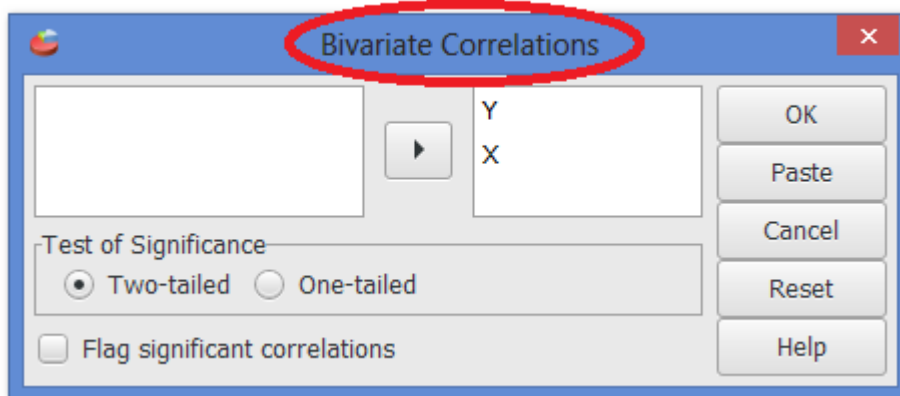 Bivariate Correlations
Y
X
Test of Significance
Two-tailed One-tailed
Flag significant correlations
OK
Paste
Cancel
Reset
Help